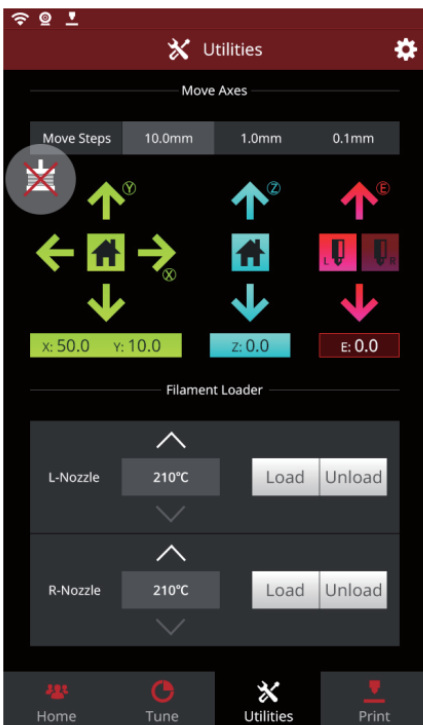 Utilities
Move Axes
Move Steps 10.0mm 1.0mm 0.1mm
Y Z E
X
L R
X: 50.0 Y: 10.0 Z: 0.0 E: 0.0
Filament Loader
L-Nozzle 210°C Load Unload
R-Nozzle 210°C Load Unload
Home Tune Utilities Print